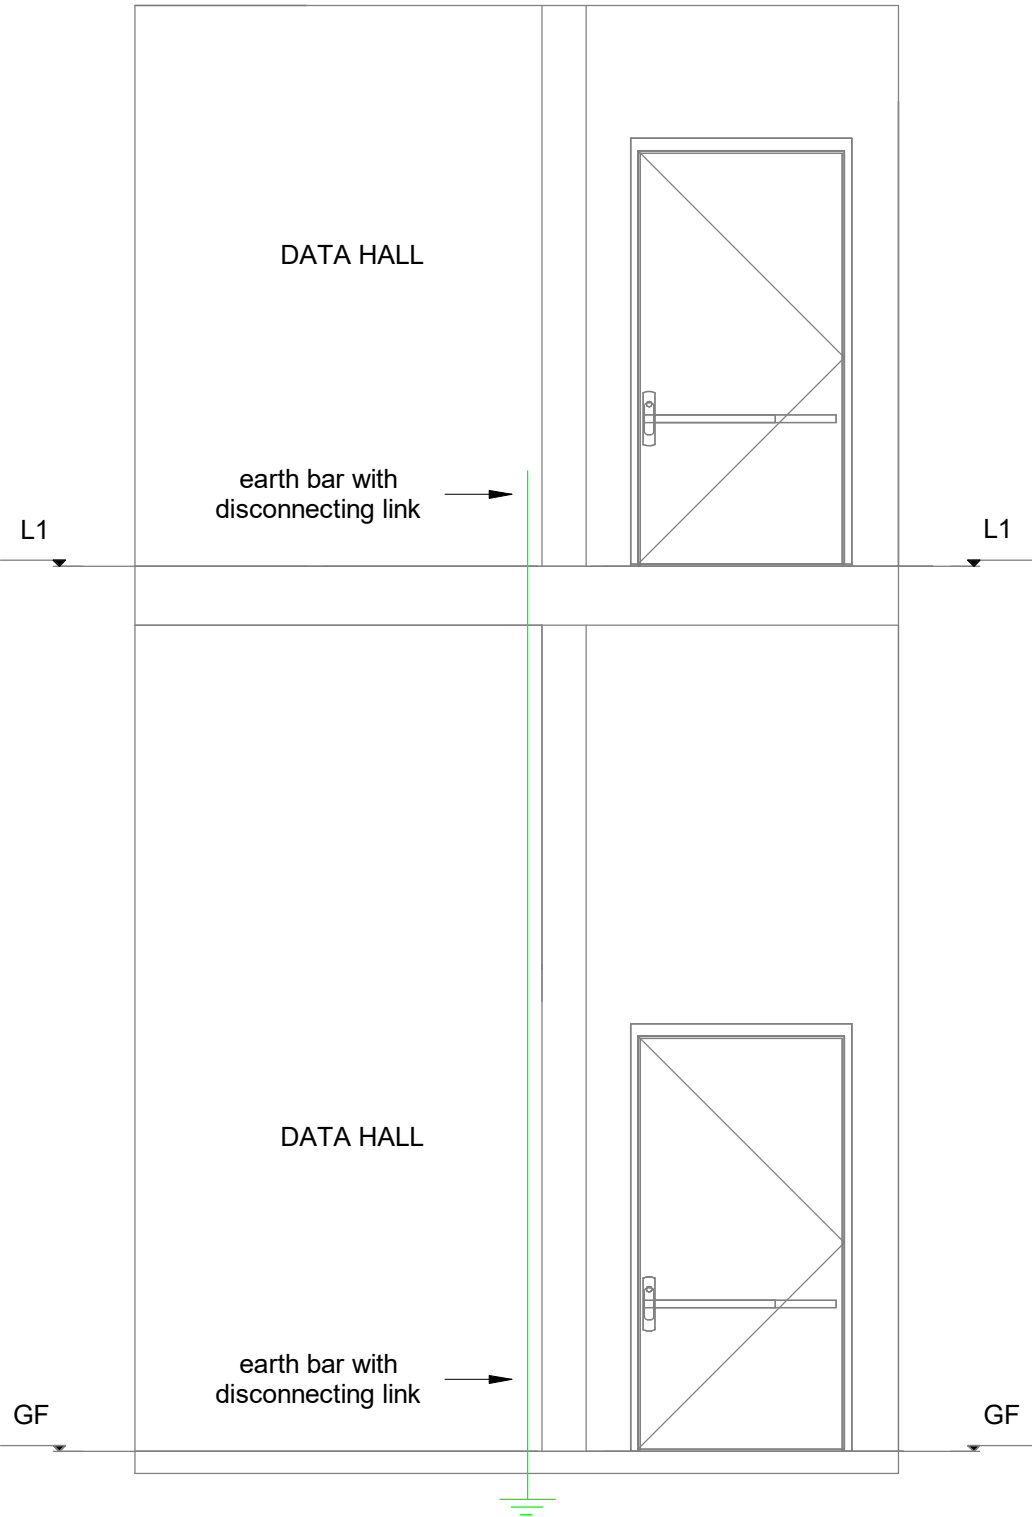 DATA HALL
earth bar with
disconnecting link
L1
L1
DATA HALL
earth bar with
disconnecting link
GF
GF